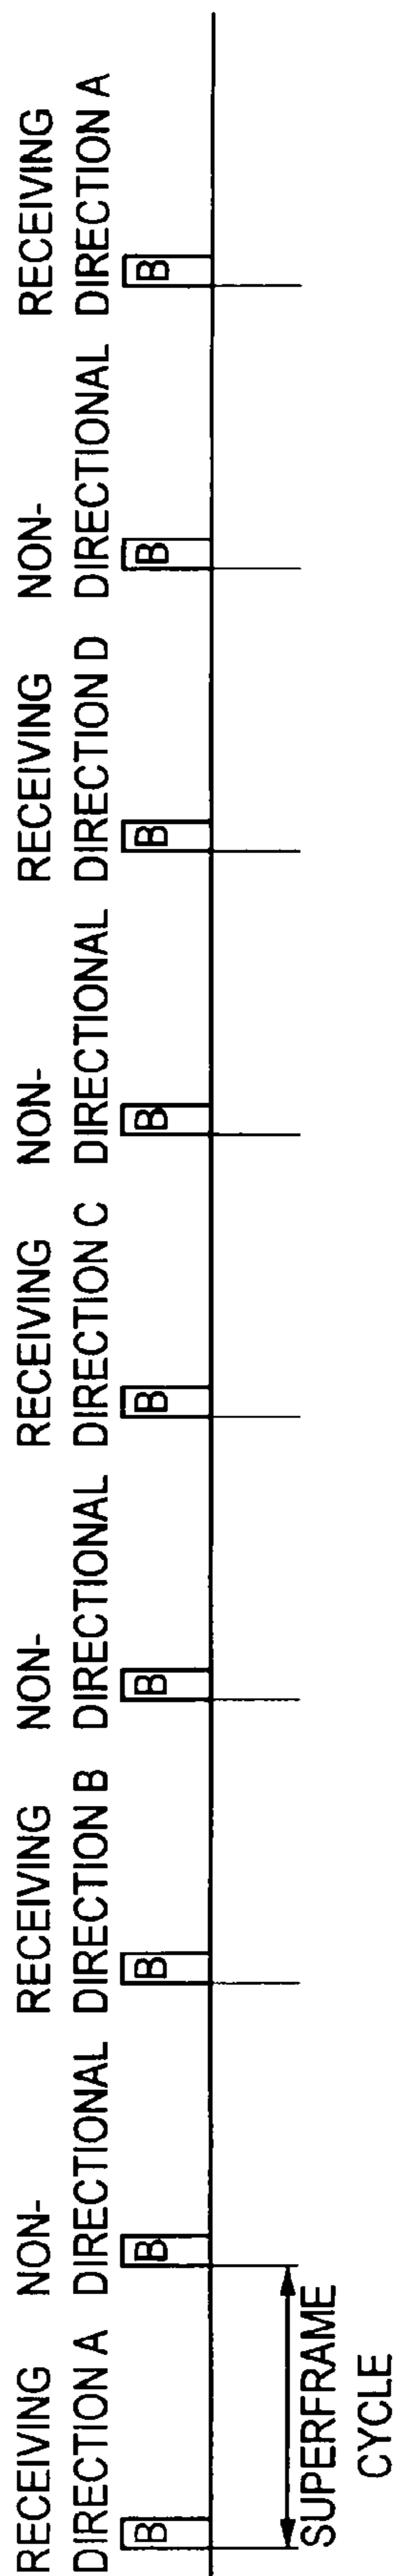 RECEIVING
DIRECTION A
B
NON-
DIRECTIONAL
B
RECEIVING
DIRECTION B
B
NON-
DIRECTIONAL
B
RECEIVING
DIRECTION C
B
NON-
DIRECTIONAL
B
RECEIVING
DIRECTION D
B
NON-
DIRECTIONAL
B
RECEIVING
DIRECTION A
B
SUPERFRAME
CYCLE